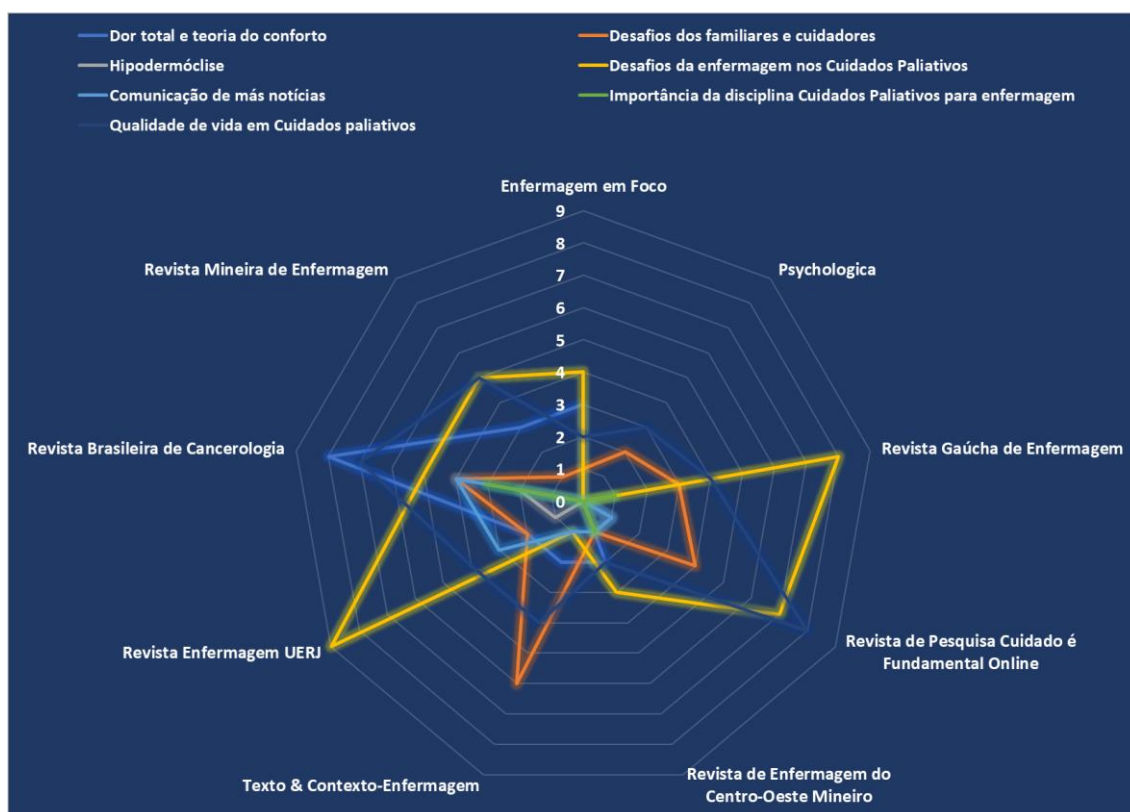 Dor total e teoria do conforto
Desafios dos familiares e cuidadores
Hipodermóclise
Desafios da enfermagem nos Cuidados Paliativos
Comunicação de más notícias
Importância da disciplina Cuidados Paliativos para enfermagem
Qualidade de vida em Cuidados paliativos
Enfermagem em Foco
9
8
7
6
5
4
3
2
1
0
Psychologica
Revista Gaúcha de Enfermagem
Revista de Pesquisa Cuidado é
Fundamental Online
Revista de Enfermagem do
Centro-Oeste Mineiro
Texto & Contexto-Enfermagem
Revista Enfermagem UERJ
Revista Brasileira de Cancerologia
Revista Mineira de Enfermagem